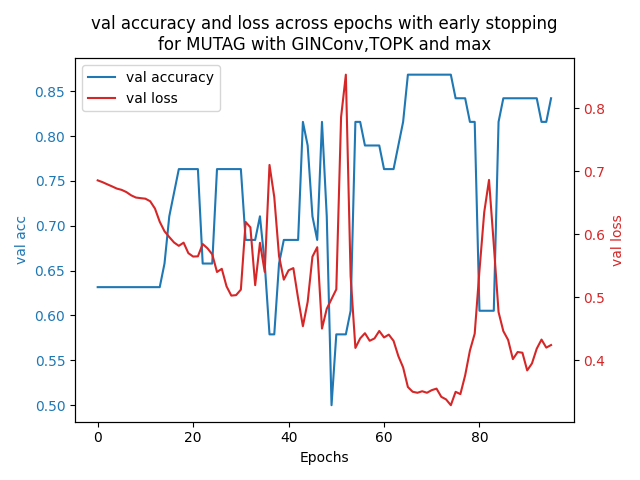 val accuracy and loss across epochs with early stopping
for MUTAG with GINConv,TOPK and max
val accuracy
val loss
0.85
0.80
0.75
0.70
0.65
0.60
0.55
0.50
val acc
0.8
0.7
0.6
0.5
0.4
val loss
0
20
40
60
80
Epochs